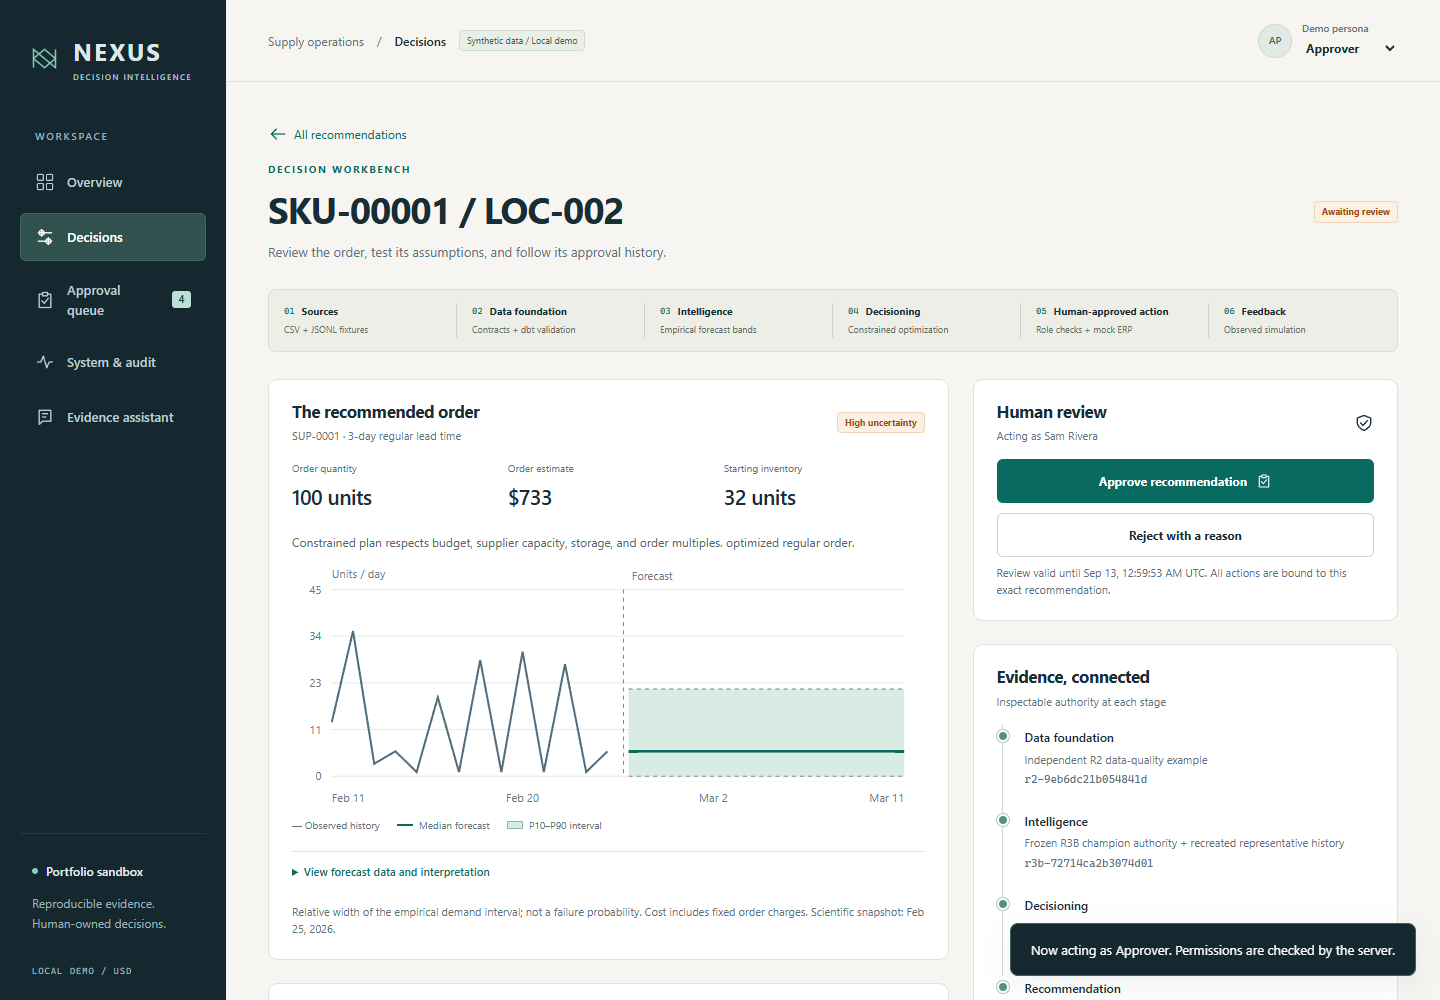 NEXUS
DECISION INTELLIGENCE
WORKSPACE
Overview
Decisions
Approval
queue
4
System & audit
Evidence assistant
Portfolio sandbox
Reproducible evidence.
Human-owned decisions.
LOCAL DEMO / USD
Supply operations / Decisions
Synthetic data / Local demo
AP
Demo persona
Approver
All recommendations
DECISION WORKBENCH
SKU-00001 / LOC-002
Awaiting review
Review the order, test its assumptions, and follow its approval history.
01 Sources
CSV + JSONL fixtures
02 Data foundation
Contracts + dbt validation
03 Intelligence
Empirical forecast bands
04 Decisioning
Constrained optimization
05 Human-approved action
Role checks + mock ERP
06 Feedback
Observed simulation
The recommended order
SUP-0001 · 3-day regular lead time
High uncertainty
Order quantity
100 units
Order estimate
$733
Starting inventory
32 units
Constrained plan respects budget, supplier capacity, storage, and order multiples. optimized regular order.
Units / day
Forecast
45
34
23
11
0
Feb 11
Feb 20
Mar 2
Mar 11
— Observed history
Median forecast
P10–P90 interval
View forecast data and interpretation
Relative width of the empirical demand interval; not a failure probability. Cost includes fixed order charges. Scientific snapshot: Feb
25, 2026.
Human review
Acting as Sam Rivera
Approve recommendation
Reject with a reason
Review valid until Sep 13, 12:59:53 AM UTC. All actions are bound to this
exact recommendation.
Evidence, connected
Inspectable authority at each stage
Data foundation
Independent R2 data-quality example
r2-9eb6dc21b054841d
Intelligence
Frozen R3B champion authority + recreated representative history
r3b-72714ca2b3074d01
Decisioning
Now acting as Approver. Permissions are checked by the server.
Recommendation